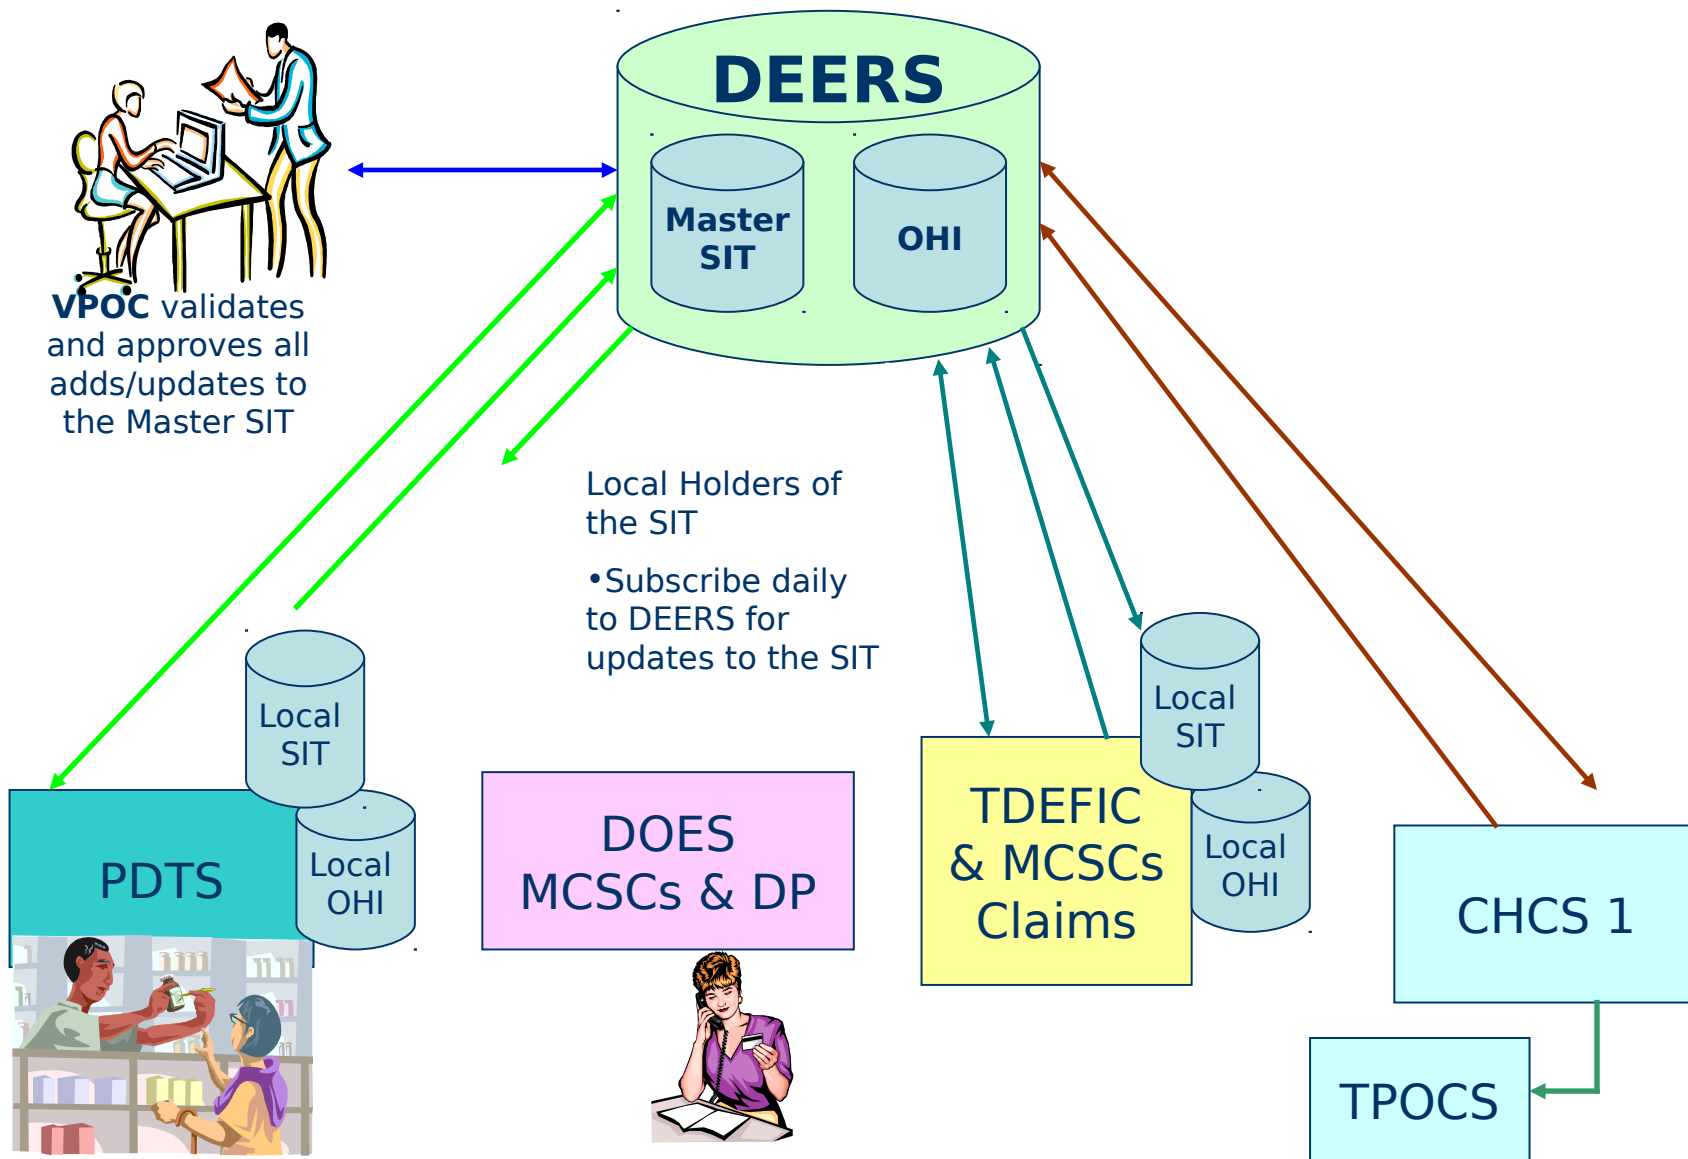 DEERS
Master
SIT
OHI
VPOC validates
and approves all
adds/updates to
the Master SIT
Local Holders of
the SIT
•Subscribe daily
to DEERS for
updates to the SIT
Local
SIT
Local
OHI
PDTS
DOES
MCSCs & DP
TDEFIC
& MCSCs
Claims
Local
SIT
Local
OHI
CHCS 1
TPOCS